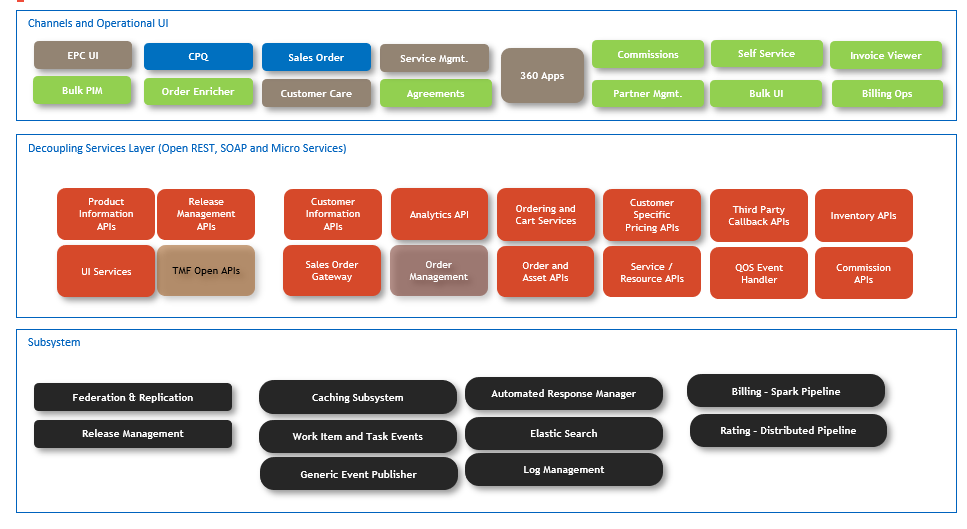 Channels and Operational UI
EPC UI
CPQ
Sales Order
Service Mgmt.
360 Apps
Commissions
Self Service
Invoice Viewer
Bulk PIM
Order Enricher
Customer Care
Agreements
Partner Mgmt.
Bulk UI
Billing Ops
Decoupling Services Layer (Open REST, SOAP and Micro Services)
Product
Information
APIs
Release
Management
APIs
Customer
Information
APIs
Analytics API
Ordering and
Cart Services
Customer
Specific
Pricing APIs
Third Party
Callback APIs
Inventory APIs
UI Services
TMF Open APIs
Sales Order
Gateway
Order
Management
Order and
Asset APIs
Service /
Resource APIs
QOS Event
Handler
Commission
APIs
Subsystem
Federation & Replication
Release Management
Caching Subsystem
Work Item and Task Events
Generic Event Publisher
Automated Response Manager
Elastic Search
Log Management
Billing – Spark Pipeline
Rating – Distributed Pipeline